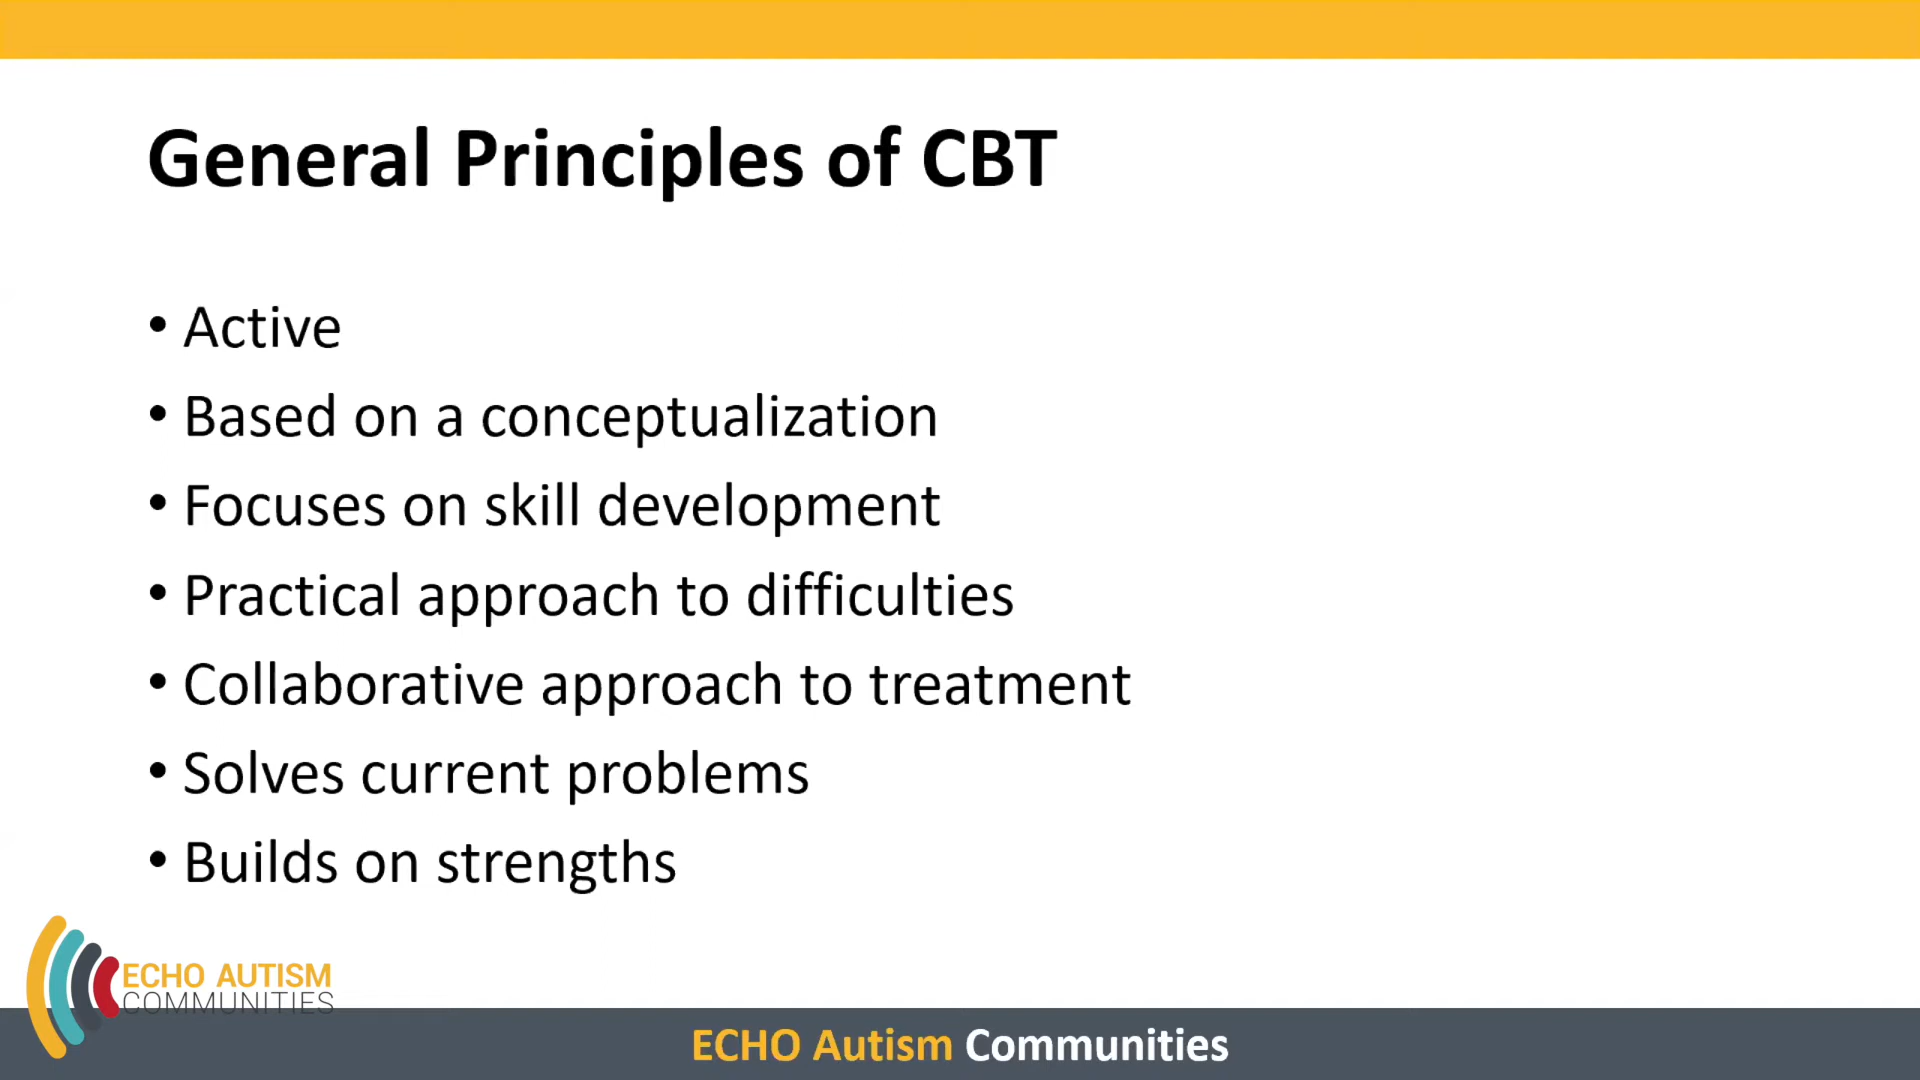 General Principles of CBT
• Active
• Based on a conceptualization
• Focuses on skill development
• Practical approach to difficulties
• Collaborative approach to treatment
• Solves current problems
• Builds on strengths
ECHO AUTISM
COMMUNITIES
ECHO Autism Communities